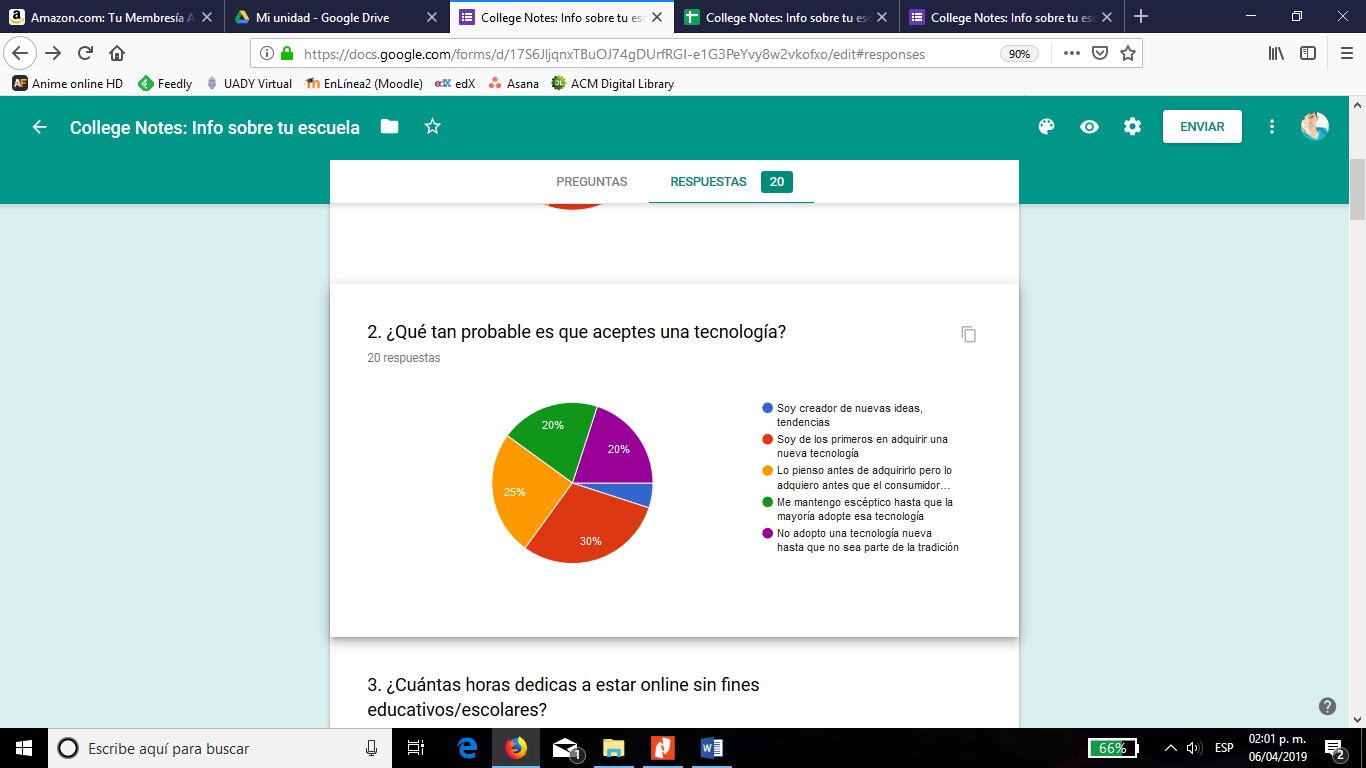 Amazon.com: Tu Membresía A
Mi unidad - Google Drive
College Notes: Info sobre tu esc
College Notes: Info sobre tu es
College Notes: Info sobre tu es
https://docs.google.com/forms/d/17S6JljqnxTBuOJ74gDUrfRGI-e1G3PeYvy8w2vkofxo/edit#responses
90%
Anime online HD
Feedly
UADY Virtual
EnLínea2 (Moodle)
edX
Asana
ACM Digital Library
College Notes: Info sobre tu escuela
ENVIAR
PREGUNTAS
RESPUESTAS 20
2. ¿Qué tan probable es que aceptes una tecnología?
20 respuestas
20%
20%
25%
30%
Soy creador de nuevas ideas,
tendencias
Soy de los primeros en adquirir una
nueva tecnología
Lo pienso antes de adquirirlo pero lo
adquiero antes que el consumidor…
Me mantengo escéptico hasta que la
mayoría adopte esa tecnología
No adopto una tecnología nueva
hasta que no sea parte de la tradición
3. ¿Cuántas horas dedicas a estar online sin fines
educativos/escolares?
Escribe aquí para buscar
1
66%
ESP
02:01 p. m.
06/04/2019
2